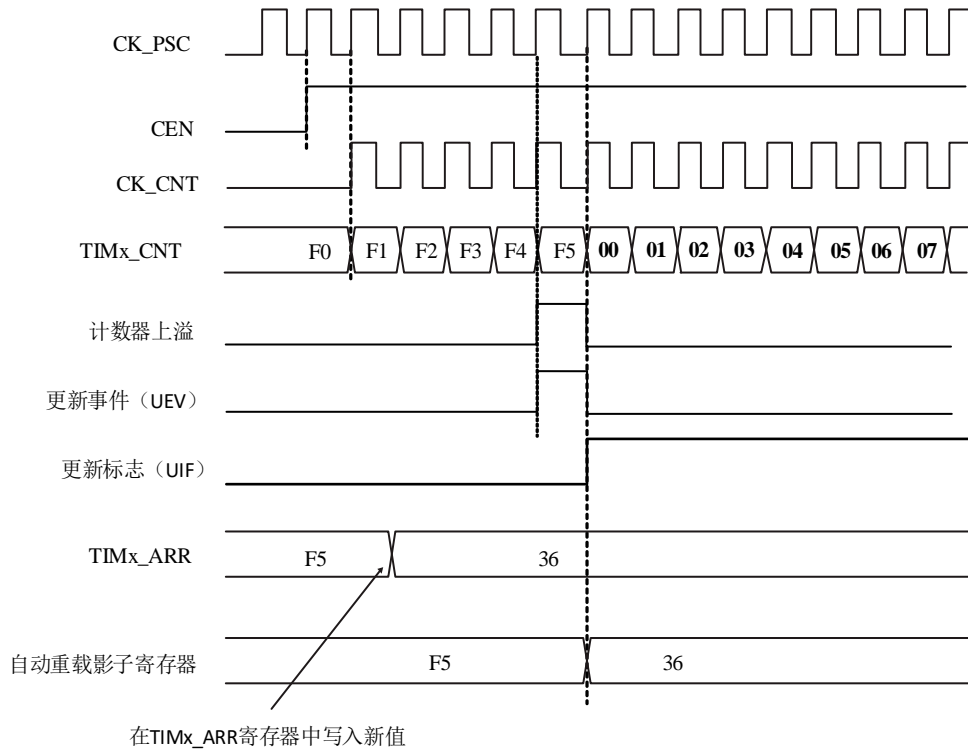 CK_PSC
CEN
CK_CNT
TIMx_CNT F0 F1 F2 F3 F4 F5 00 01 02 03 04 05 06 07
计数器上溢
更新事件（UEV）
更新标志（UIF）
TIMx_ARR F5 36
自动重载影子寄存器 F5 36
在TIMx_ARR寄存器中写入新值